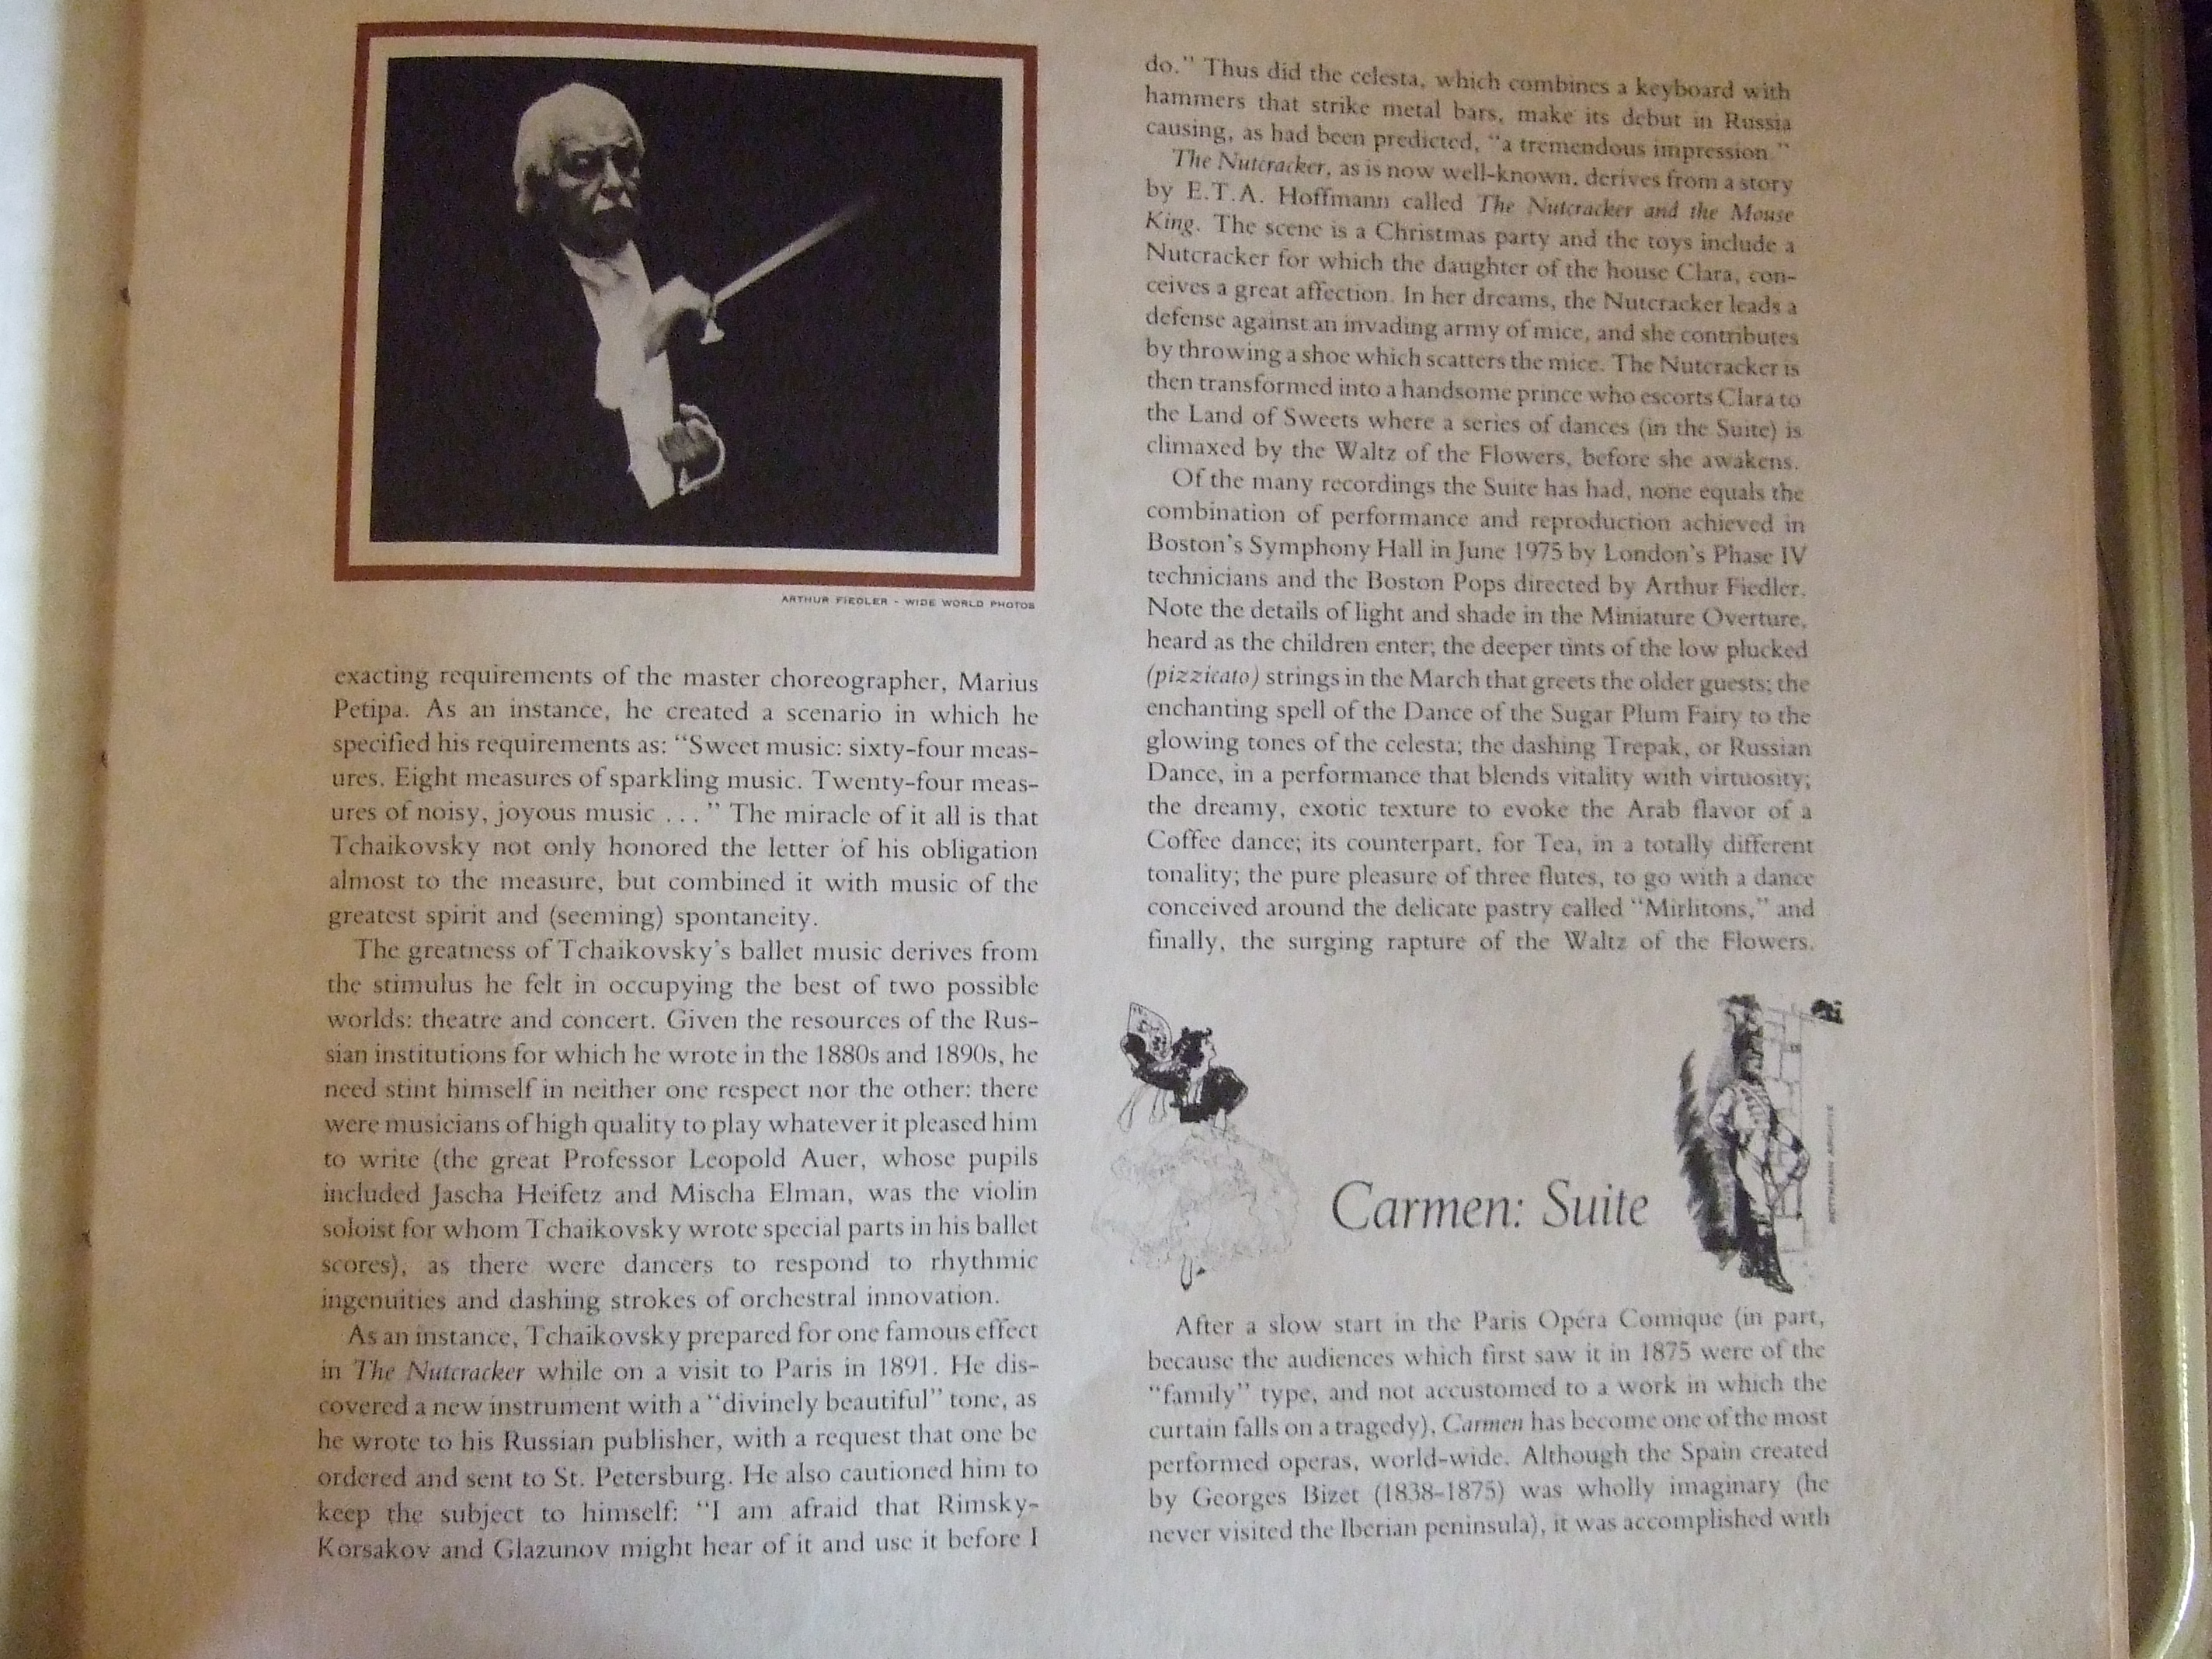 ARTHUR FIEDLER - WIDE WORLD PHOTOS
exacting requirements of the master choreographer, Marius
Petipa. As an instance, he created a scenario in which he
specified his requirements as: “Sweet music: sixty-four meas-
ures. Eight measures of sparkling music. Twenty-four meas-
ures of noisy, joyous music . . . ” The miracle of it all is that
Tchaikovsky not only honored the letter of his obligation
almost to the measure, but combined it with music of the
greatest spirit and (seeming) spontaneity.
The greatness of Tchaikovsky’s ballet music derives from
the stimulus he felt in occupying the best of two possible
worlds: theatre and concert. Given the resources of the Rus-
sian institutions for which he wrote in the 1880s and 1890s, he
need stint himself in neither one respect nor the other: there
were musicians of high quality to play whatever it pleased him
to write (the great Professor Leopold Auer, whose pupils
included Jascha Heifetz and Mischa Elman, was the violin
soloist for whom Tchaikovsky wrote special parts in his ballet
scores), as there were dancers to respond to rhythmic
ingenuities and dashing strokes of orchestral innovation.
As an instance, Tchaikovsky prepared for one famous effect
in The Nutcracker while on a visit to Paris in 1891. He dis-
covered a new instrument with a “divinely beautiful” tone, as
he wrote to his Russian publisher, with a request that one be
ordered and sent to St. Petersburg. He also cautioned him to
keep the subject to himself: “I am afraid that Rimsky-
Korsakov and Glazunov might hear of it and use it before I
do.” Thus did the celesta, which combines a keyboard with
hammers that strike metal bars, make its debut in Russia
causing, as had been predicted, “a tremendous impression.”
The Nutcracker, as is now well-known, derives from a story
by E.T.A. Hoffmann called The Nutcracker and the Mouse
King. The scene is a Christmas party and the toys include a
Nutcracker for which the daughter of the house Clara, con-
ceives a great affection. In her dreams, the Nutcracker leads a
defense against an invading army of mice, and she contributes
by throwing a shoe which scatters the mice. The Nutcracker is
then transformed into a handsome prince who escorts Clara to
the Land of Sweets where a series of dances (in the Suite) is
climaxed by the Waltz of the Flowers, before she awakens.
Of the many recordings the Suite has had, none equals the
combination of performance and reproduction achieved in
Boston’s Symphony Hall in June 1975 by London’s Phase IV
technicians and the Boston Pops directed by Arthur Fiedler.
Note the details of light and shade in the Miniature Overture,
heard as the children enter; the deeper tints of the low plucked
(pizzicato) strings in the March that greets the older guests; the
enchanting spell of the Dance of the Sugar Plum Fairy to the
glowing tones of the celesta; the dashing Trepak, or Russian
Dance, in a performance that blends vitality with virtuosity;
the dreamy, exotic texture to evoke the Arab flavor of a
Coffee dance; its counterpart, for Tea, in a totally different
tonality; the pure pleasure of three flutes, to go with a dance
conceived around the delicate pastry called “Mirlitons,” and
finally, the surging rapture of the Waltz of the Flowers.
Carmen: Suite
BETTMANN ARCHIVE
After a slow start in the Paris Opéra Comique (in part,
because the audiences which first saw it in 1875 were of the
“family” type, and not accustomed to a work in which the
curtain falls on a tragedy), Carmen has become one of the most
performed operas, world-wide. Although the Spain created
by Georges Bizet (1838-1875) was wholly imaginary (he
never visited the Iberian peninsula), it was accomplished with